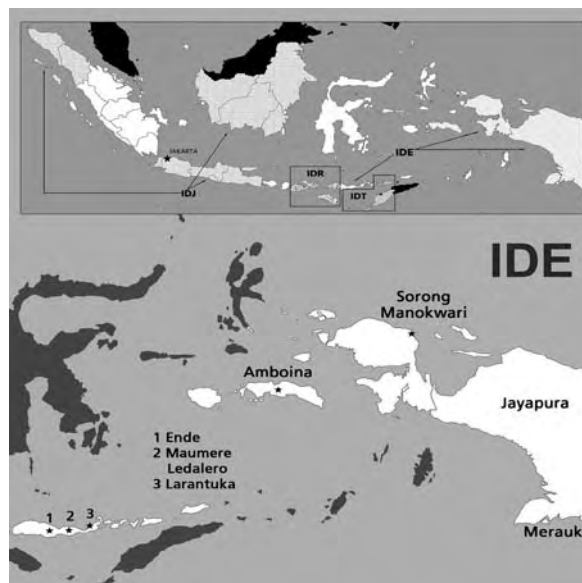 JAKARTA
IDR
IDE
IDJ
IDT
IDE
Sorong
Manokwari
Amboina
Jayapura
1 Ende
2 Maumere
Ledalero
3 Larantuka
1 2 3
Merauk